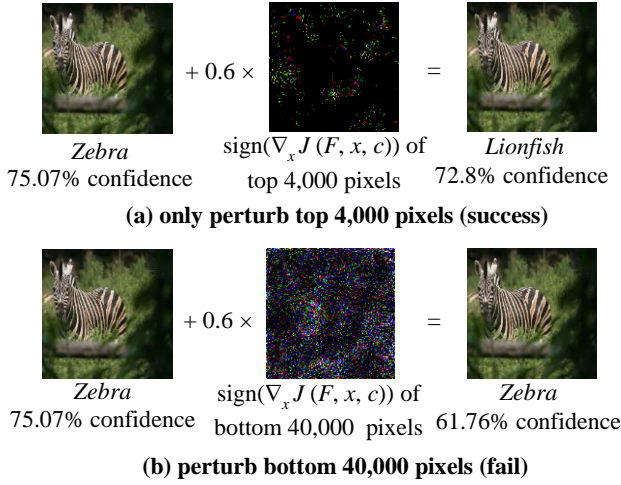 + 0.6 × =
Zebra sign(∇x J (F, x, c)) of Lionfish
75.07% confidence top 4,000 pixels 72.8% confidence
(a) only perturb top 4,000 pixels (success)
+ 0.6 × =
Zebra sign(∇x J (F, x, c)) of Zebra
75.07% confidence bottom 40,000 pixels 61.76% confidence
(b) perturb bottom 40,000 pixels (fail)